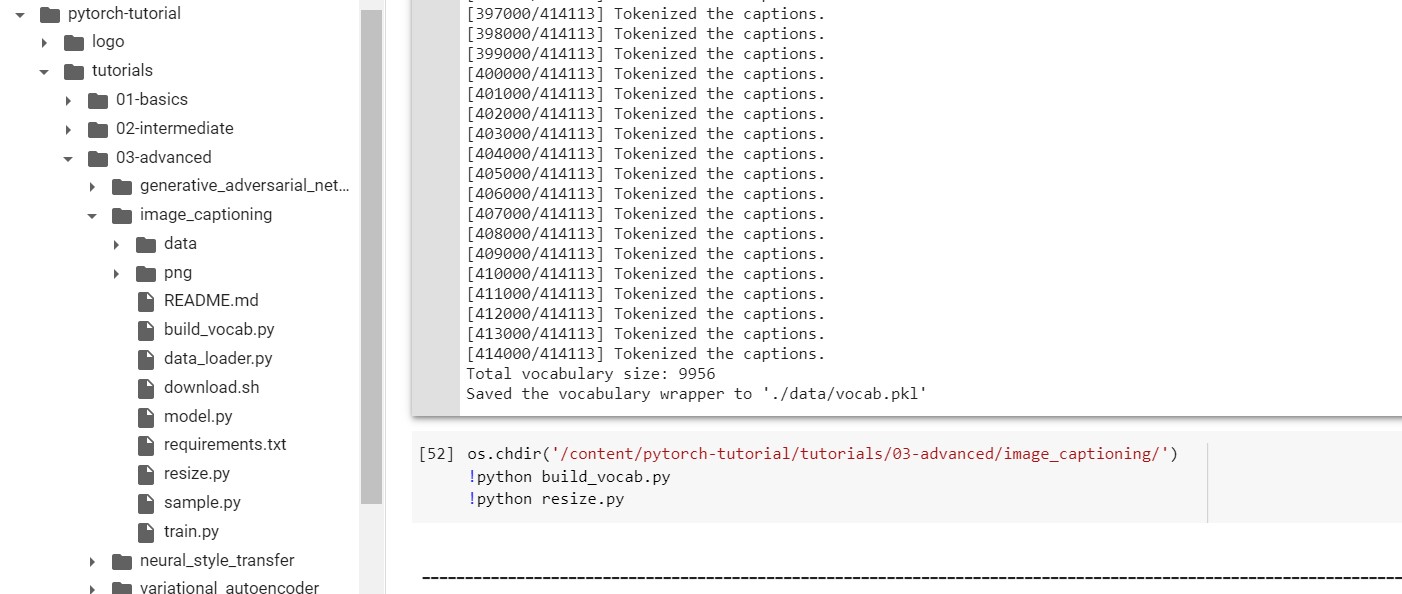 pytorch-tutorial
logo
tutorials
01-basics
02-intermediate
03-advanced
generative_adversarial_net...
image_captioning
data
png
README.md
build_vocab.py
data_loader.py
download.sh
model.py
requirements.txt
resize.py
sample.py
train.py
neural_style_transfer
variational_autoencoder
[397000/414113] Tokenized the captions.
[398000/414113] Tokenized the captions.
[399000/414113] Tokenized the captions.
[400000/414113] Tokenized the captions.
[401000/414113] Tokenized the captions.
[402000/414113] Tokenized the captions.
[403000/414113] Tokenized the captions.
[404000/414113] Tokenized the captions.
[405000/414113] Tokenized the captions.
[406000/414113] Tokenized the captions.
[407000/414113] Tokenized the captions.
[408000/414113] Tokenized the captions.
[409000/414113] Tokenized the captions.
[410000/414113] Tokenized the captions.
[411000/414113] Tokenized the captions.
[412000/414113] Tokenized the captions.
[413000/414113] Tokenized the captions.
[414000/414113] Tokenized the captions.
Total vocabulary size: 9956
Saved the vocabulary wrapper to './data/vocab.pkl'
[52] os.chdir('/content/pytorch-tutorial/tutorials/03-advanced/image_captioning/')
!python build_vocab.py
!python resize.py